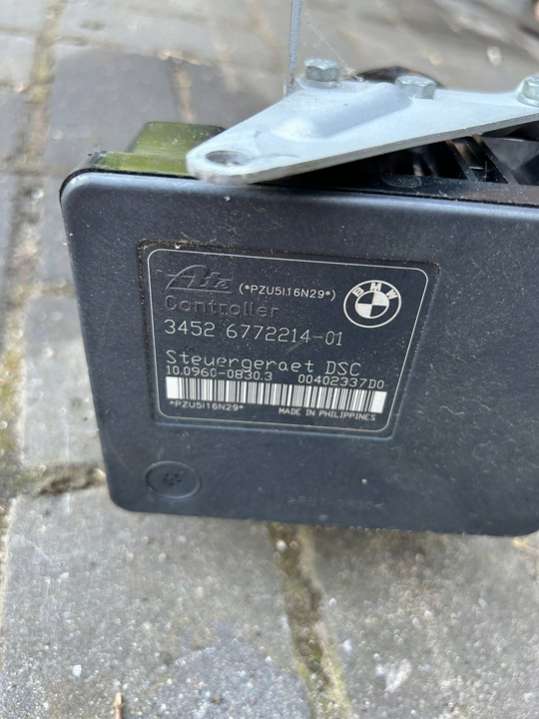 Ate (*PZU5I16N29*)
BMW
Controller
3452 6772214-01
Steuergeraet DSC
10.0960-0830.3 00402337D0
*PZU5I16N29*
MADE IN PHILIPPINES